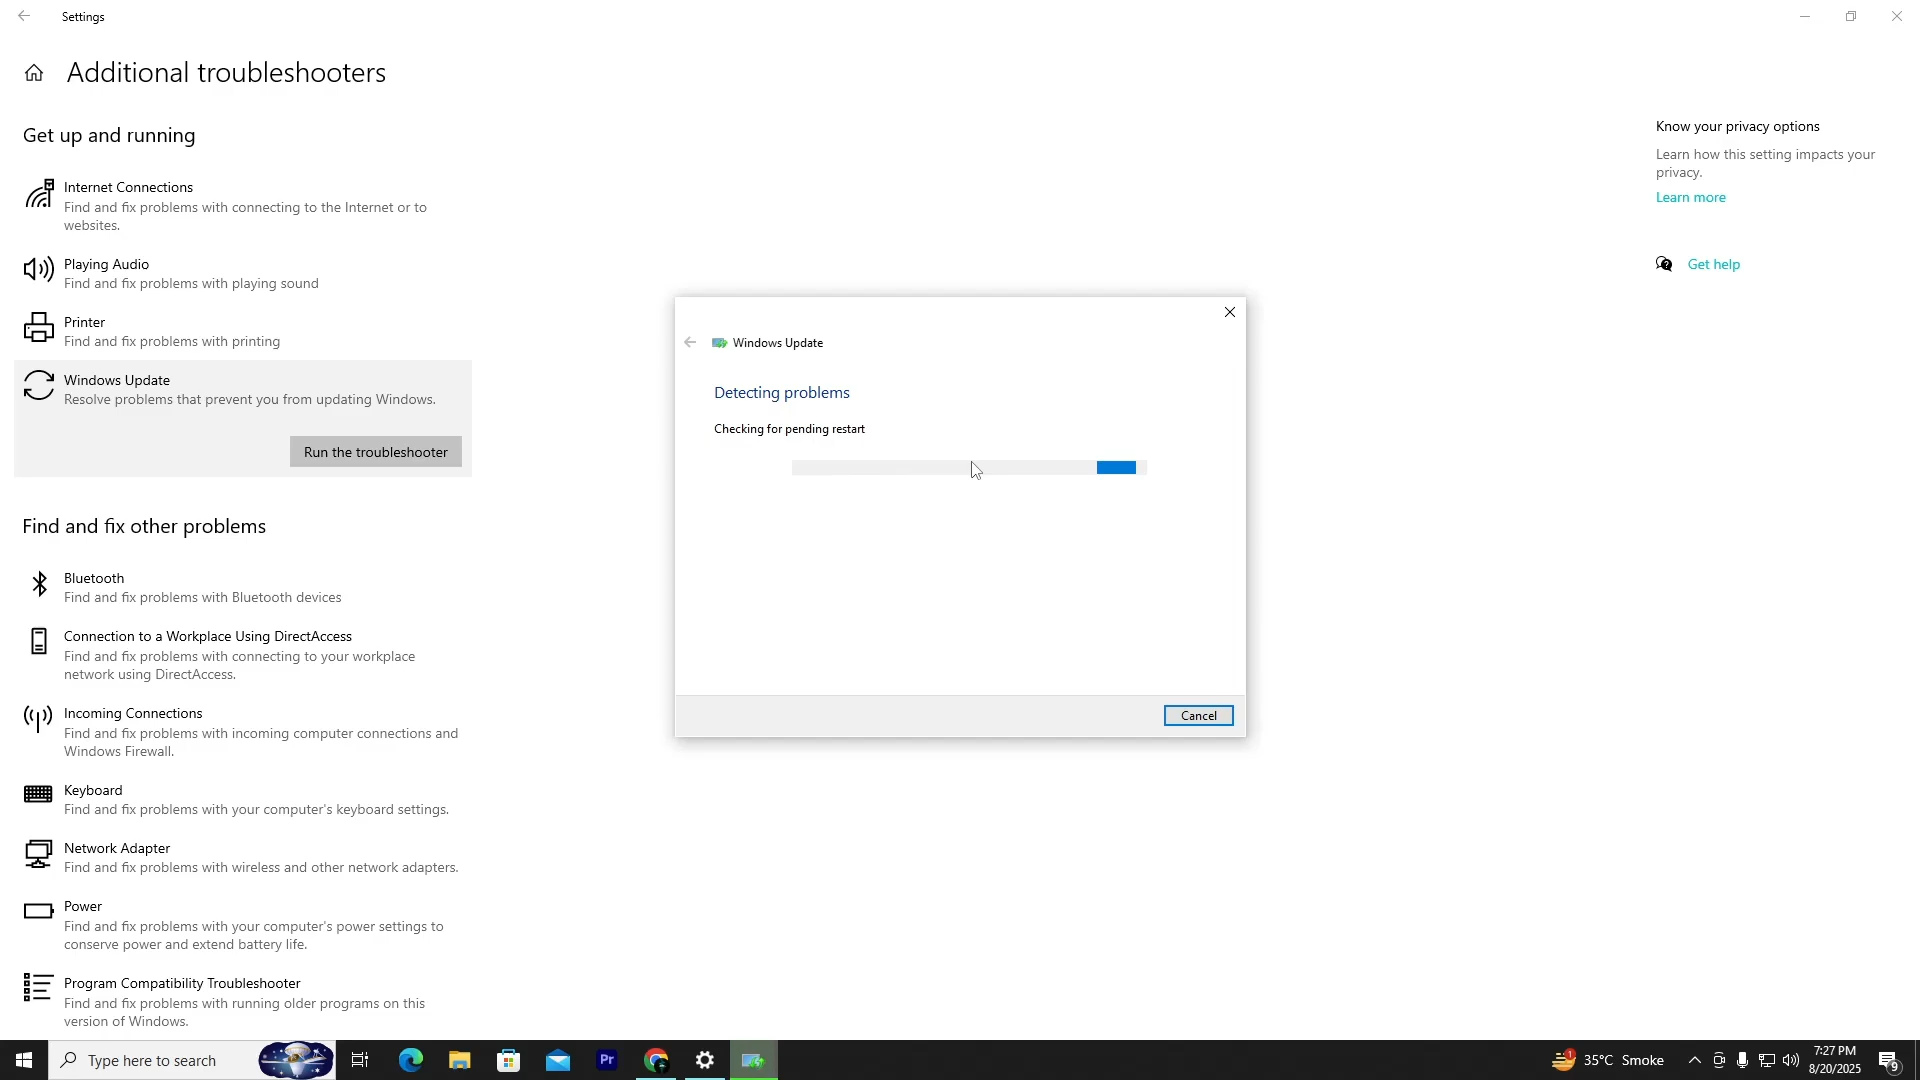 Settings
Additional troubleshooters
Get up and running
Internet Connections
Find and fix problems with connecting to the Internet or to
websites.
Playing Audio
Find and fix problems with playing sound
Printer
Find and fix problems with printing
Windows Update
Resolve problems that prevent you from updating Windows.
Run the troubleshooter
Find and fix other problems
Bluetooth
Find and fix problems with Bluetooth devices
Connection to a Workplace Using DirectAccess
Find and fix problems with connecting to your workplace
network using DirectAccess.
Incoming Connections
Find and fix problems with incoming computer connections and
Windows Firewall.
Keyboard
Find and fix problems with your computer's keyboard settings.
Network Adapter
Find and fix problems with wireless and other network adapters.
Power
Find and fix problems with your computer's power settings to
conserve power and extend battery life.
Program Compatibility Troubleshooter
Find and fix problems with running older programs on this
version of Windows.
Know your privacy options
Learn how this setting impacts your
privacy.
Learn more
Get help
Windows Update
Detecting problems
Checking for pending restart
Cancel
Type here to search
Pr
1
35°C Smoke
7:27 PM
8/20/2025
9